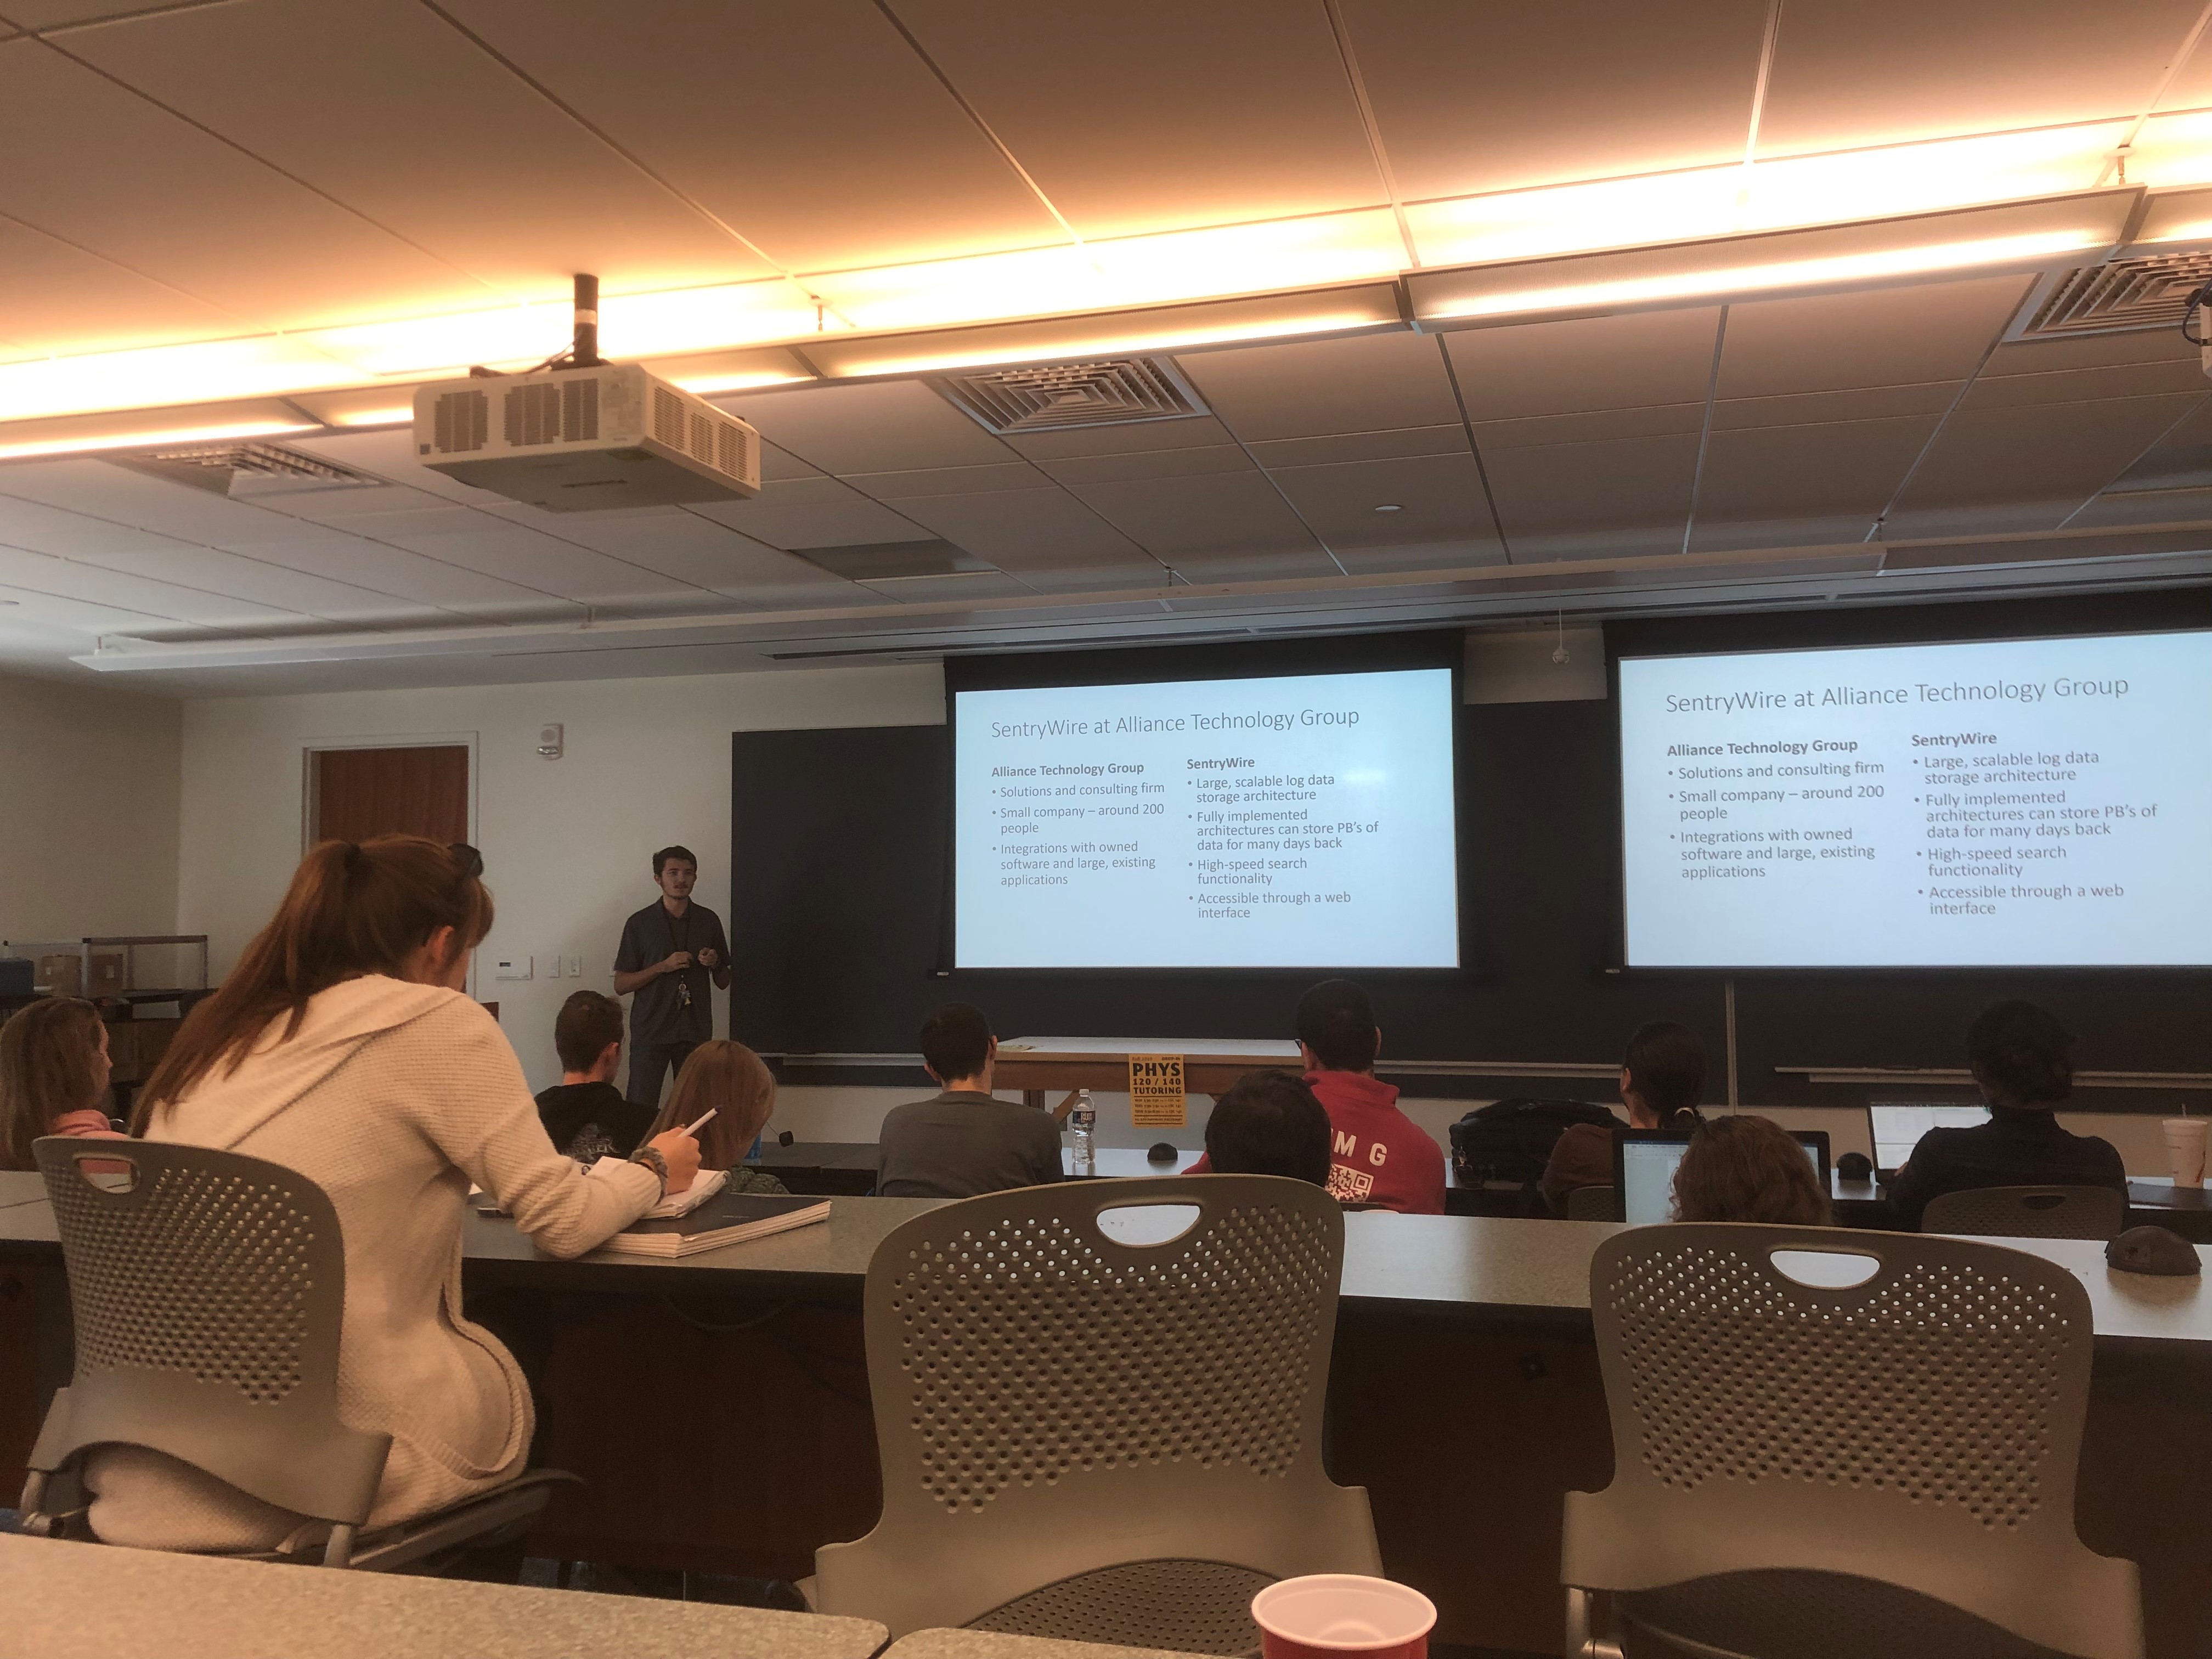 SentryWire at Alliance Technology Group
Alliance Technology Group
• Solutions and consulting firm
• Small company – around 200
people
• Integrations with owned
software and large, existing
applications
SentryWire
• Large, scalable log data
storage architecture
• Fully implemented
architectures can store PB's of
data for many days back
• High-speed search
functionality
• Accessible through a web
interface
SentryWire at Alliance Technology Group
Alliance Technology Group
• Solutions and consulting firm
• Small company – around 200
people
• Integrations with owned
software and large, existing
applications
SentryWire
• Large, scalable log data
storage architecture
• Fully implemented
architectures can store PB's of
data for many days back
• High-speed search
functionality
• Accessible through a web
interface
PHYS
120 / 140
TUTORING
M G